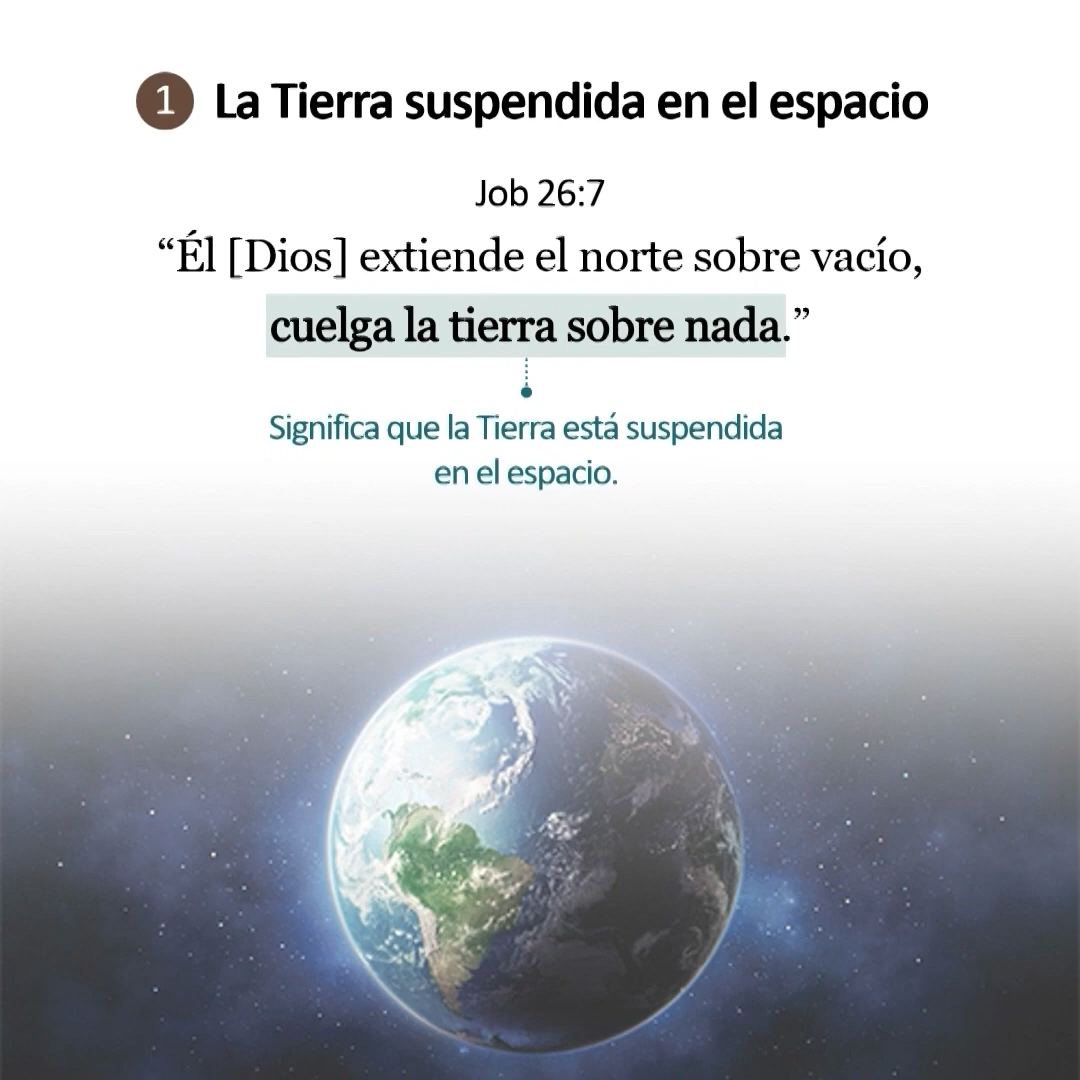 1 La Tierra suspendida en el espacio
Job 26:7
“Él [Dios] extiende el norte sobre vacío,
cuelga la tierra sobre nada.”
Significa que la Tierra está suspendida
en el espacio.